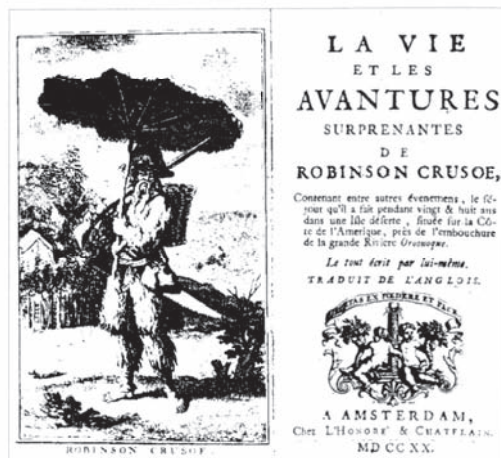 ROBINSON CRUSOE.
LA VIE
ET LES
AVANTURES
SURPRENANTES
DE
ROBINSON CRUSOE,
Contenant entre autres évenemens, le sé-
jour qu'il a fait pendant vingt & huit ans
dans une Isle déserte, située sur la Cô-
te de l'Amerique, près de l'embouchure
de la grande Riviere Oroonoque.
Le tout écrit par lui-même.
TRADUIT DE L'ANGLOIS.
A AMSTERDAM,
Chez L'HONORÉ & CHATELAIN.
MDCCXX.